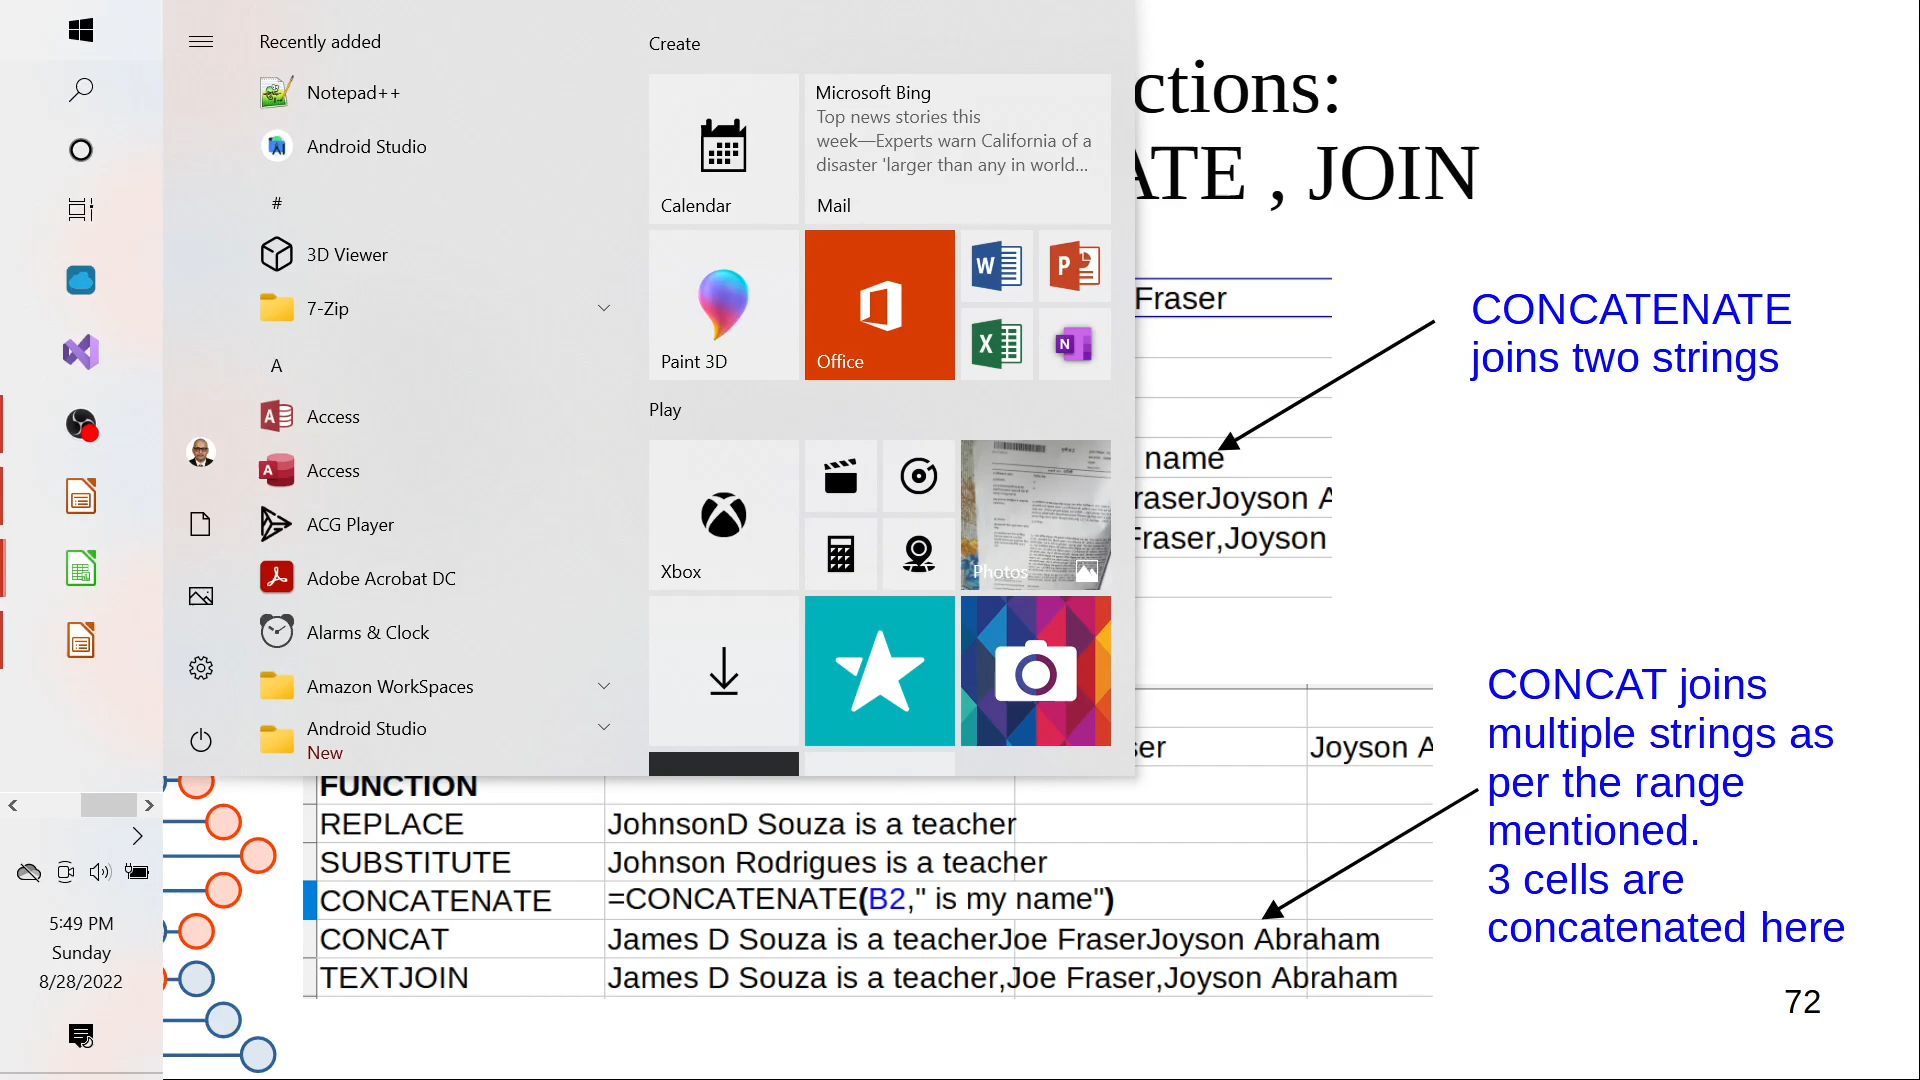 Recently added
Notepad++
Android Studio
#
3D Viewer
7-Zip
A
Access
Access
ACG Player
Adobe Acrobat DC
Alarms & Clock
Amazon WorkSpaces
Android Studio
New
Create
Calendar
Microsoft Bing
Top news stories this
week—Experts warn California of a
disaster 'larger than any in world...
Mail
Paint 3D
Office
Play
Xbox
Photos
5:49 PM
Sunday
8/28/2022
ctions:
ATE , JOIN
Fraser
name
raserJoyson A
Fraser,Joyson
CONCATENATE
joins two strings
ser
Joyson A
FUNCTION
REPLACE JohnsonD Souza is a teacher
SUBSTITUTE Johnson Rodrigues is a teacher
CONCATENATE =CONCATENATE(B2," is my name")
CONCAT James D Souza is a teacherJoe FraserJoyson Abraham
TEXTJOIN James D Souza is a teacher,Joe Fraser,Joyson Abraham
CONCAT joins
multiple strings as
per the range
mentioned.
3 cells are
concatenated here
72